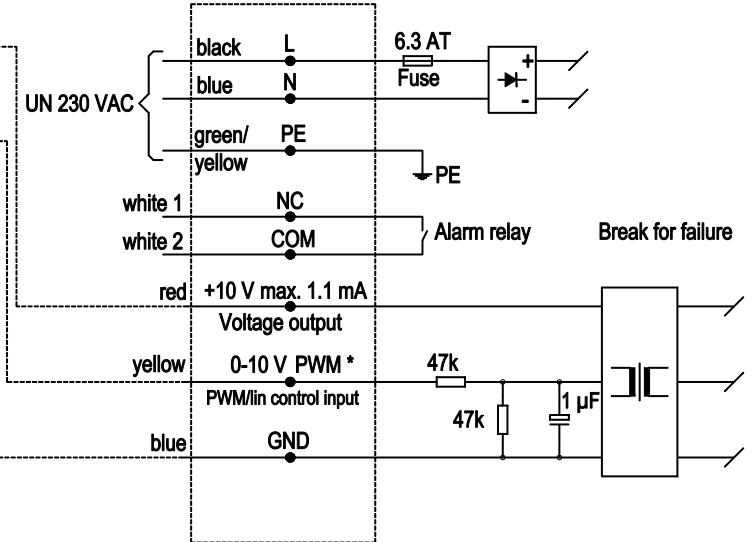 black L 6.3 AT
Fuse
+
-
blue N
UN 230 VAC
green/ PE
yellow
PE
white 1 NC
white 2 COM
Alarm relay Break for failure
red +10 V max. 1.1 mA
Voltage output
yellow 0-10 V PWM * 47k
PWM/lin control input
47k 1 µF
blue GND